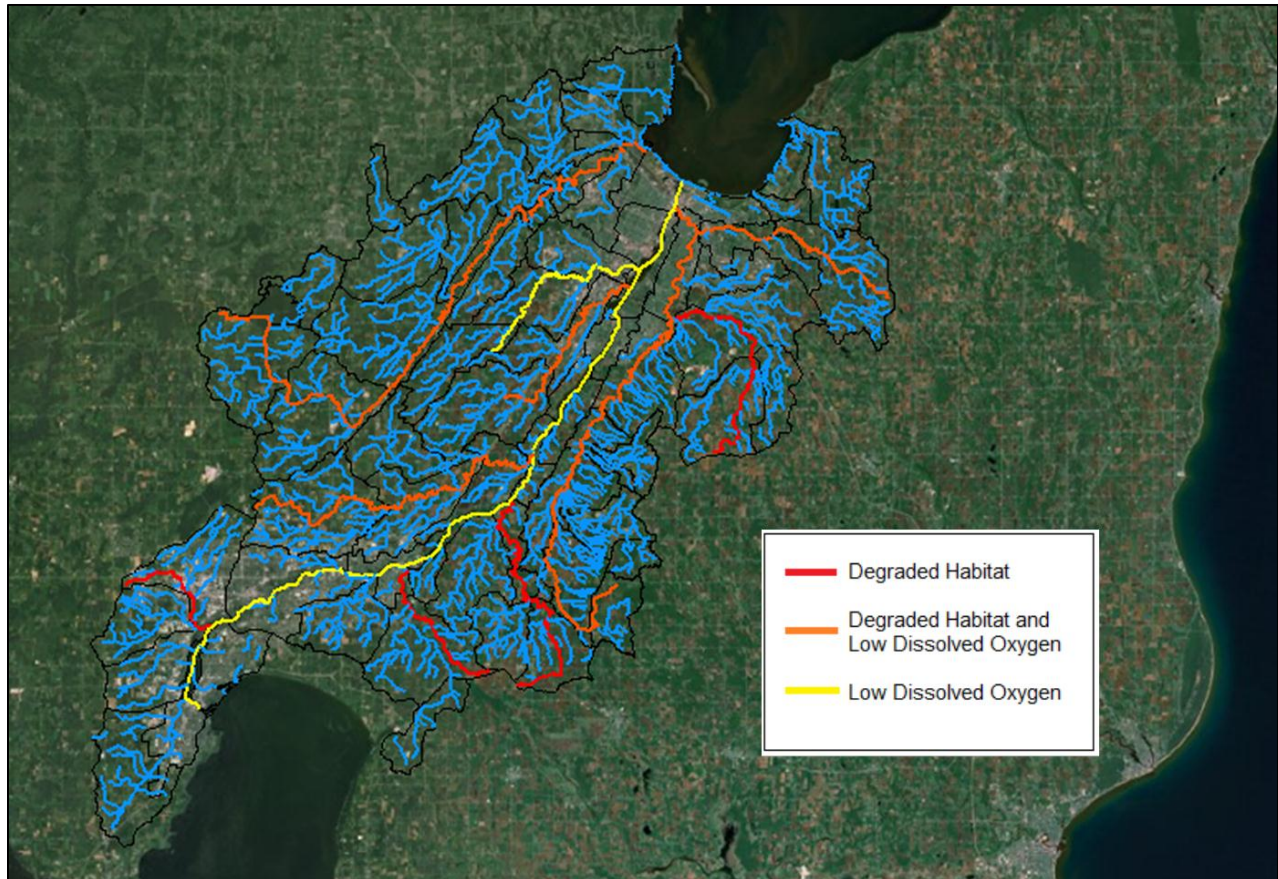 Degraded Habitat
Degraded Habitat and
Low Dissolved Oxygen
Low Dissolved Oxygen